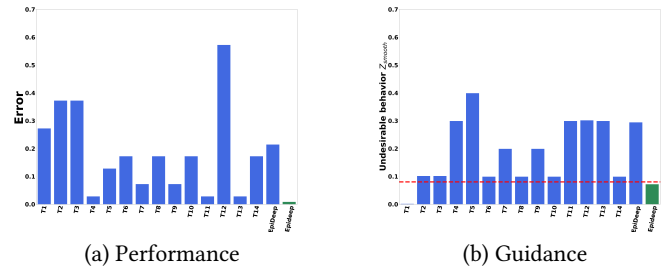 0.7
0.6
0.5
0.4
0.3
0.2
0.1
0.0
Error
T1 T2 T3 T4 T5 T6 T7 T8 T9 T10 T11 T12 T13 T14 EpiDeep Epideep
(a) Performance
0.7
0.6
0.5
0.4
0.3
0.2
0.1
0.0
Undesirable behavior Z_smooth
T1 T2 T3 T4 T5 T6 T7 T8 T9 T10 T11 T12 T13 T14 EpiDeep Epideep
(b) Guidance